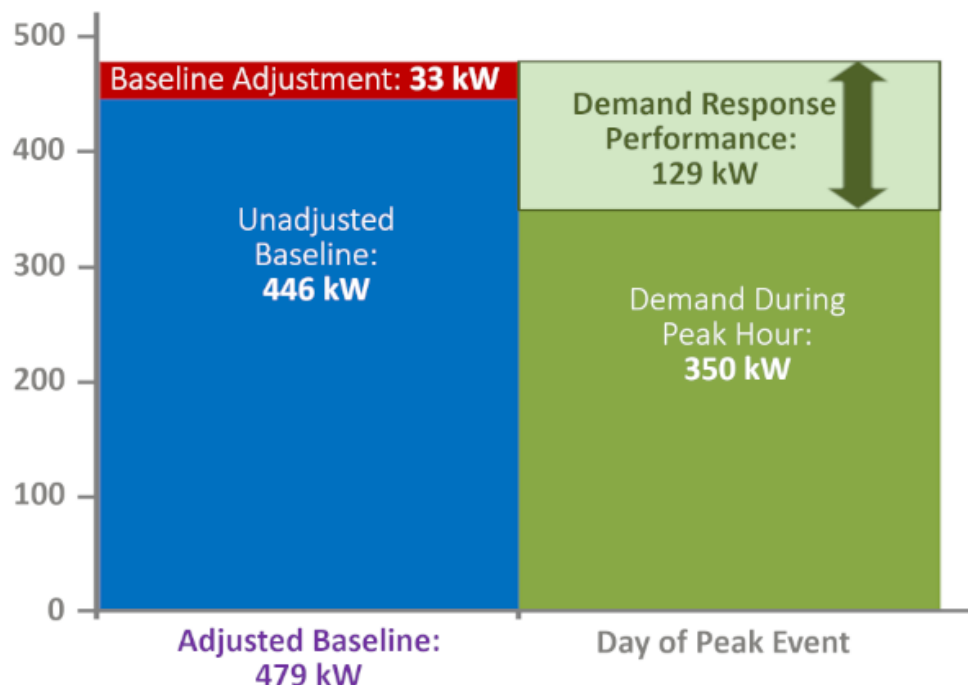 500
400
300
200
100
0
Baseline Adjustment: 33 kW
Unadjusted
Baseline:
446 kW
Demand Response
Performance:
129 kW
Demand During
Peak Hour:
350 kW
Adjusted Baseline:
479 kW
Day of Peak Event